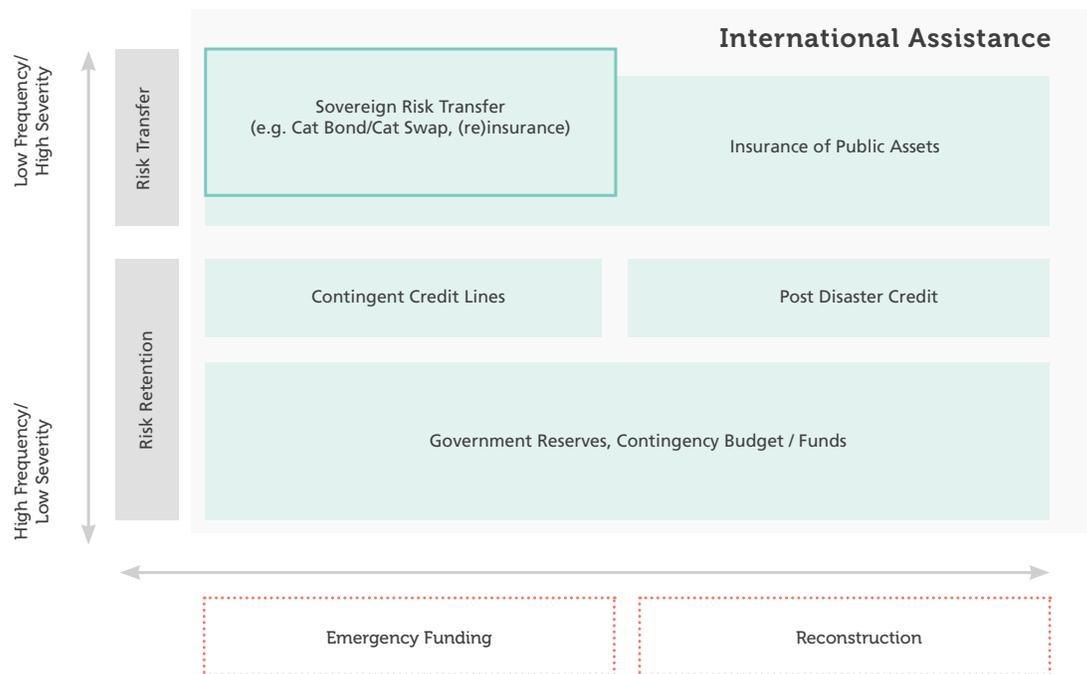 International Assistance
Low Frequency/
High Severity
Risk Transfer
Sovereign Risk Transfer
(e.g. Cat Bond/Cat Swap, (re)insurance)
Insurance of Public Assets
High Frequency/
Low Severity
Risk Retention
Contingent Credit Lines
Post Disaster Credit
Government Reserves, Contingency Budget / Funds
Emergency Funding
Reconstruction